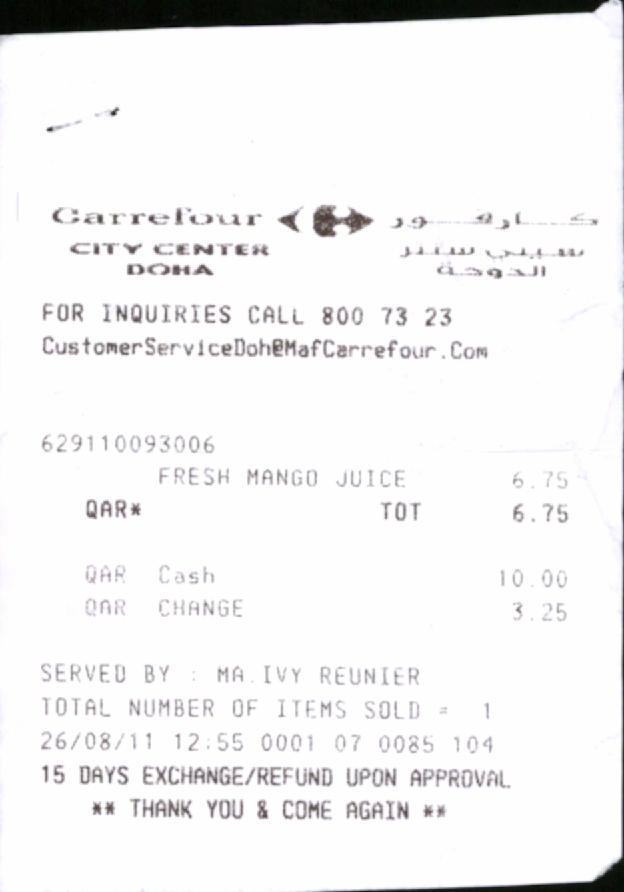 Carrefour كارفور
CITY CENTER سيتي سنتر
DOHA الدوحة
FOR INQUIRIES CALL 800 73 23
CustomerServiceDoh@MafCarrefour.Com
629110093006
FRESH MANGO JUICE 6.75
QAR* TOT 6.75
QAR Cash 10.00
QAR CHANGE 3.25
SERVED BY : MA.IVY REUNIER
TOTAL NUMBER OF ITEMS SOLD = 1
26/08/11 12:55 0001 07 0085 104
15 DAYS EXCHANGE/REFUND UPON APPROVAL
** THANK YOU & COME AGAIN **